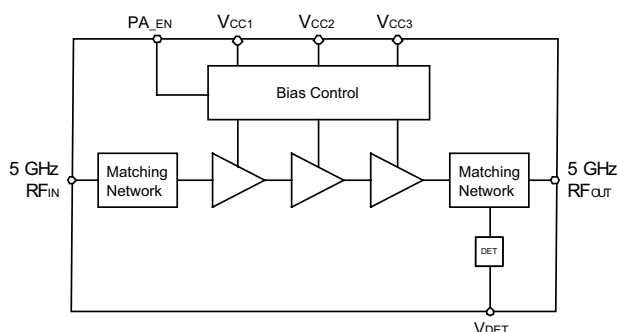 PA_EN
VCC1
VCC2
VCC3
Bias Control
5 GHz
RFIN
Matching
Network
Matching
Network
5 GHz
RFOUT
DET
VDET